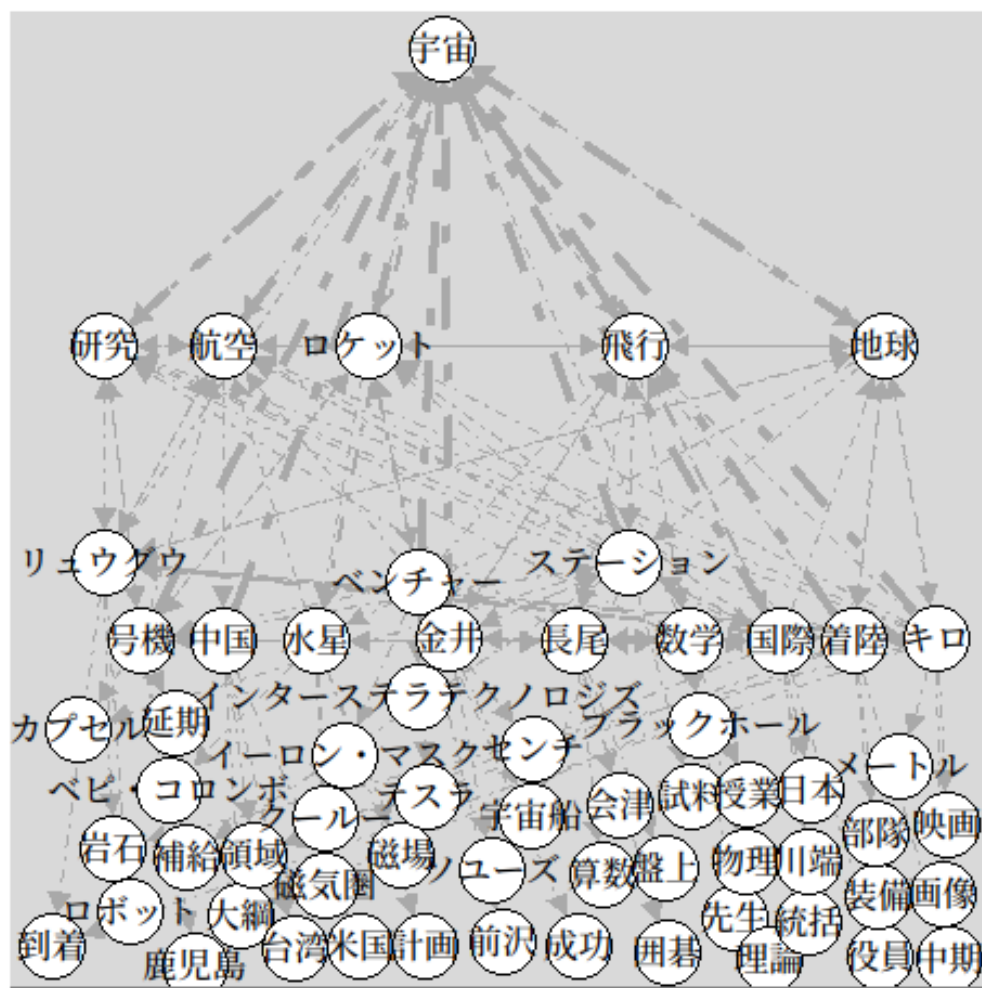 宇宙
研究
航空
ロケット
飛行
地球
リュウグウ
ベンチャー
ステーション
号機
中国
水星
金井
長尾
数学
国際
着陸
キロ
インターステラテクノロジズ
カプセル
延期
イーロン・マスク
センチ
ブラックホール
メートル
ベピ・コロンボ
クールー
テスラ
宇宙船
会津
試料
授業
日本
部隊
映画
岩石
補給
領域
磁気圏
磁場
ソユーズ
算数
盤上
物理
川端
装備
画像
ロボット
大綱
先生
統括
到着
鹿児島
台湾
米国
計画
前沢
成功
囲碁
理論
役員
中期